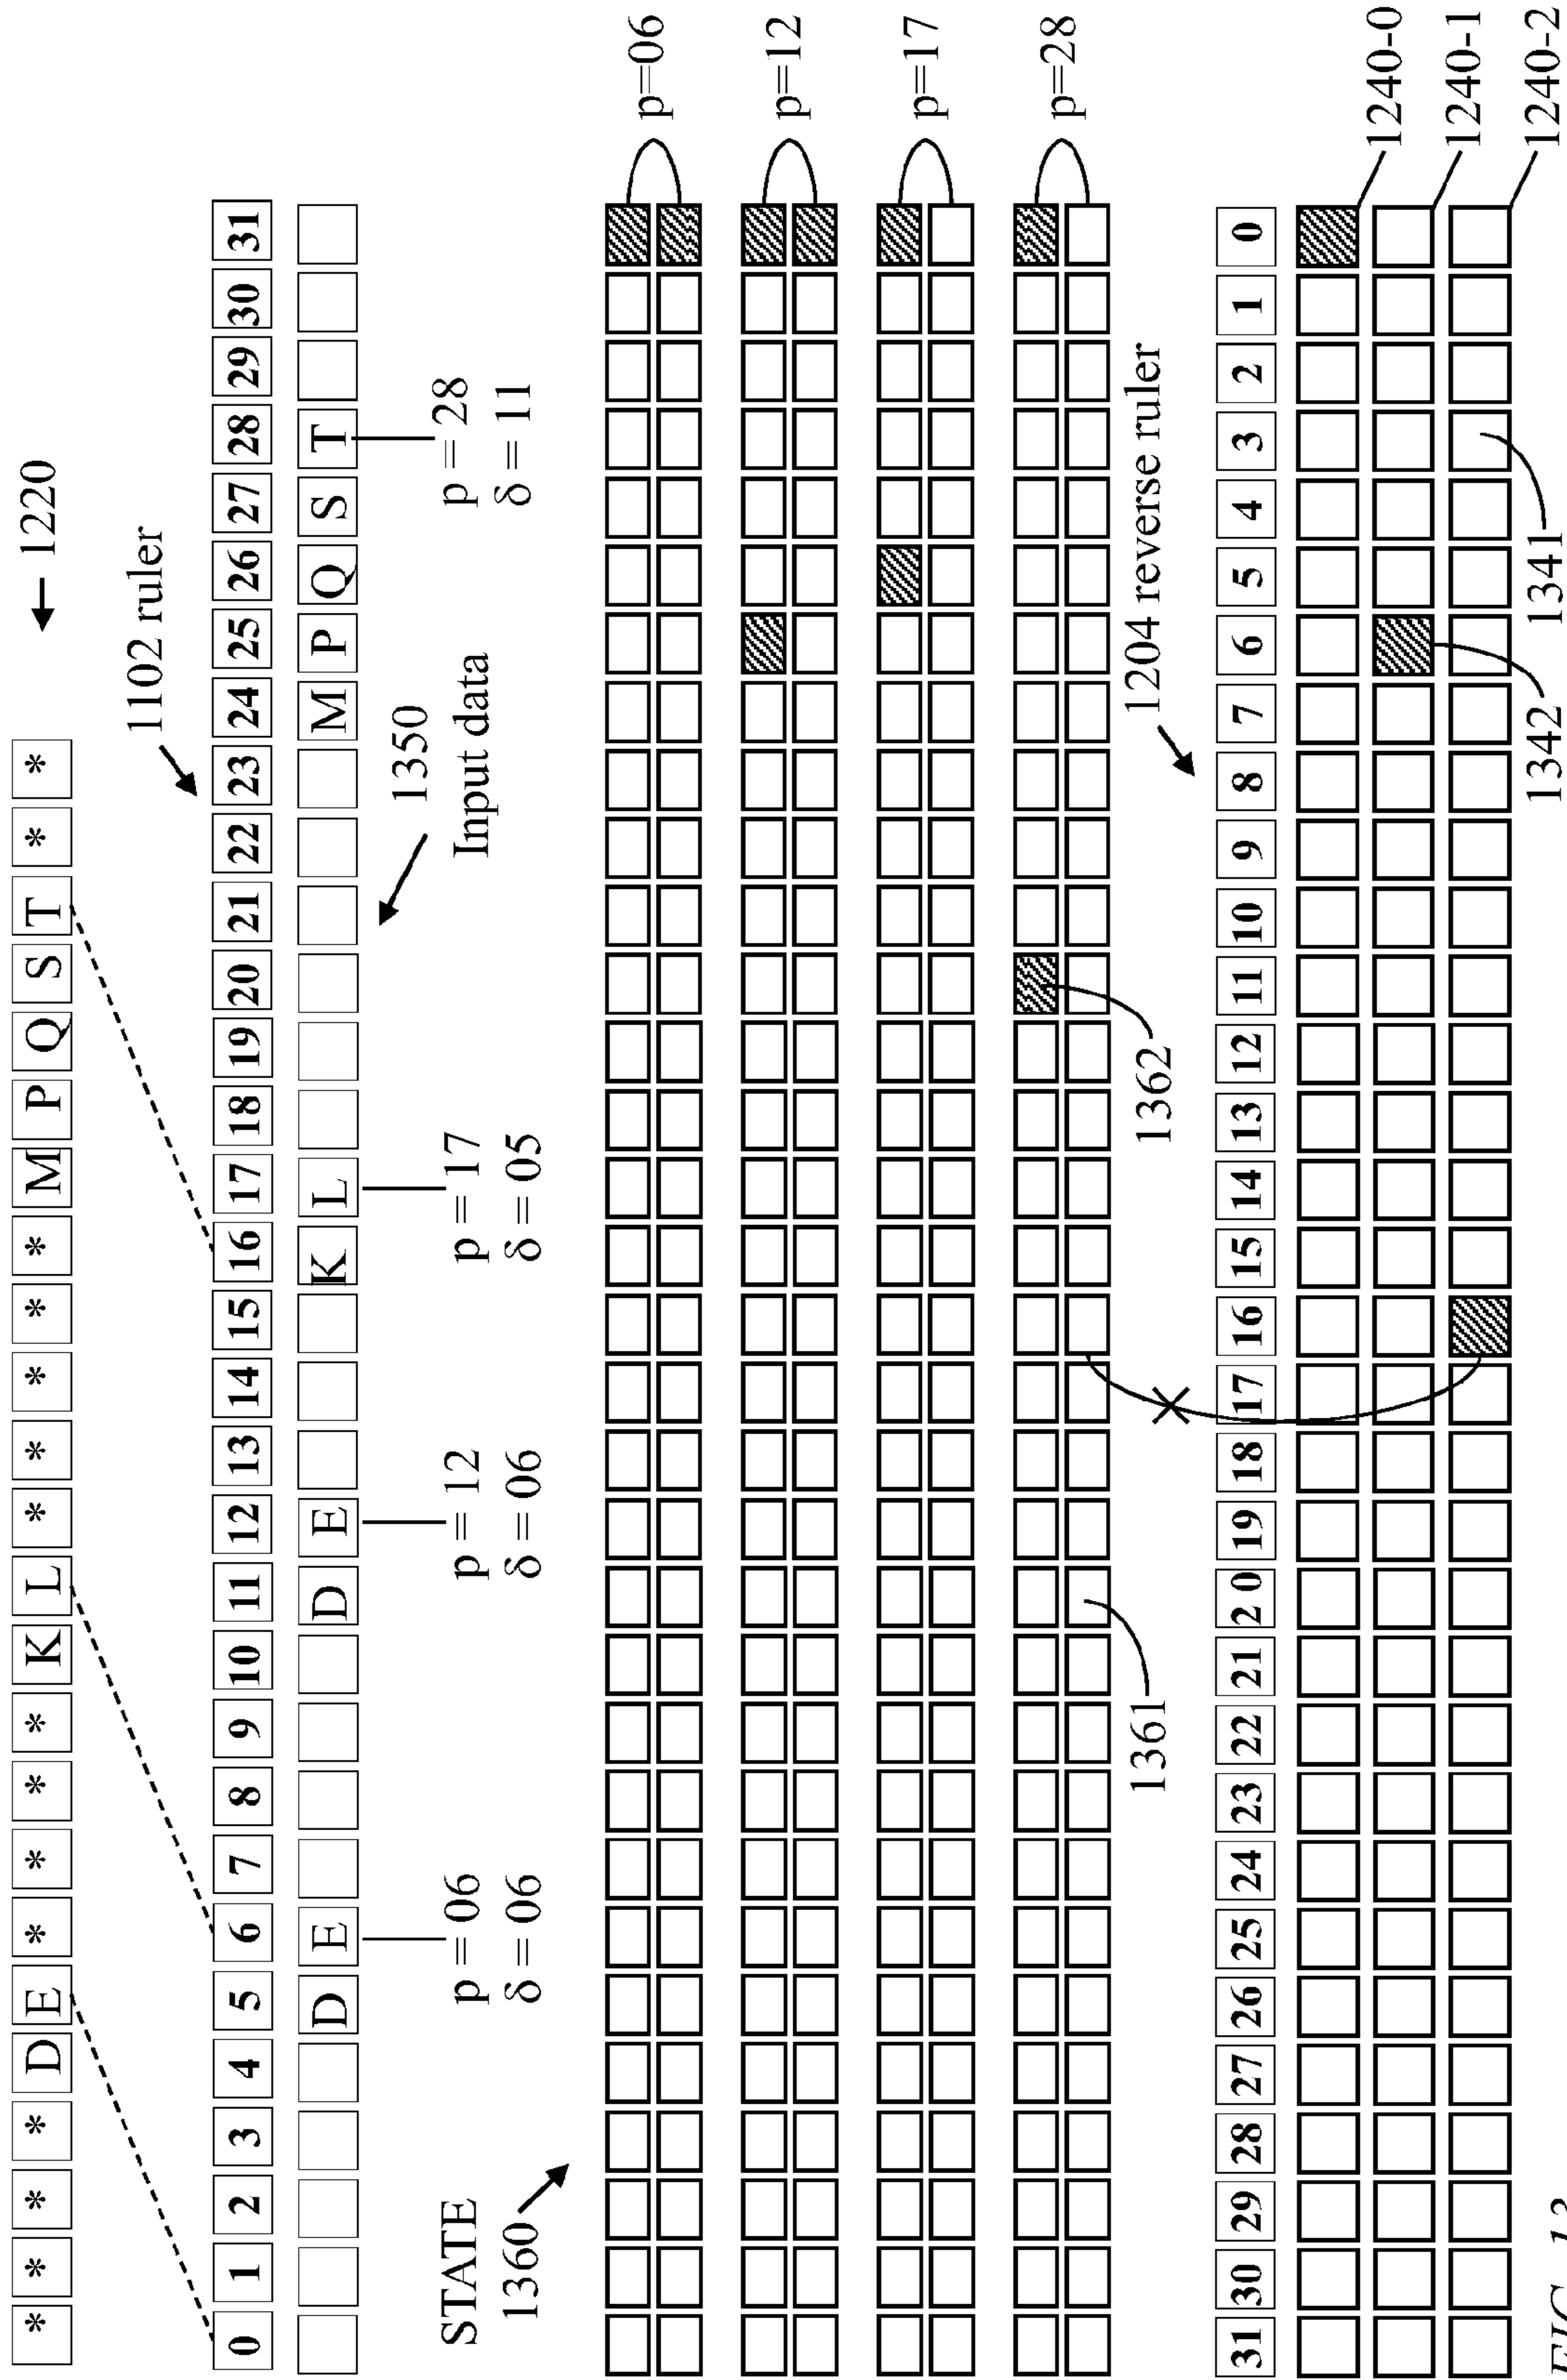 ← 1220
* * * * D E * * * * K L * * * * * M P Q S T * *
1102 ruler
0 1 2 3 4 5 6 7 8 9 10 11 12 13 14 15 16 17 18 19 20 21 22 23 24 25 26 27 28 29 30 31
D E D E K L M P Q S T
1350
Input data
p = 06
δ = 06
p = 12
δ = 06
p = 17
δ = 05
p = 28
δ = 11
STATE
1360
p=06
p=12
p=17
p=28
1361
1362
1204 reverse ruler
31 30 29 28 27 26 25 24 23 22 21 20 19 18 17 16 15 14 13 12 11 10 9 8 7 6 5 4 3 2 1 0
1240-0
1240-1
1240-2
1342
1341
FIG. 13